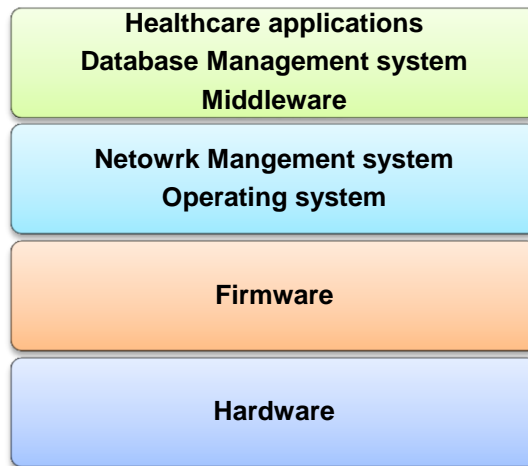 Healthcare applications
Database Management system
Middleware
Netowrk Mangement system
Operating system
Firmware
Hardware